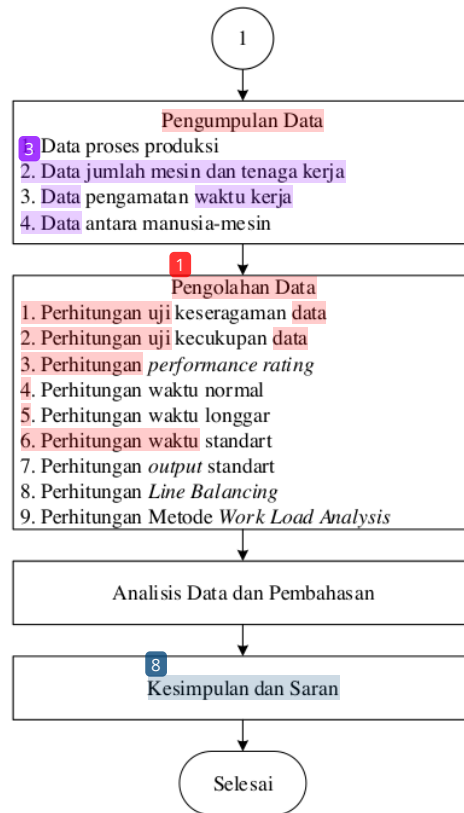 1
Pengumpulan Data
3
1. Data proses produksi
2. Data jumlah mesin dan tenaga kerja
3. Data pengamatan waktu kerja
4. Data antara manusia-mesin
1
Pengolahan Data
1. Perhitungan uji keseragaman data
2. Perhitungan uji kecukupan data
3. Perhitungan performance rating
4. Perhitungan waktu normal
5. Perhitungan waktu longgar
6. Perhitungan waktu standart
7. Perhitungan output standart
8. Perhitungan Line Balancing
9. Perhitungan Metode Work Load Analysis
Analisis Data dan Pembahasan
8
Kesimpulan dan Saran
Selesai